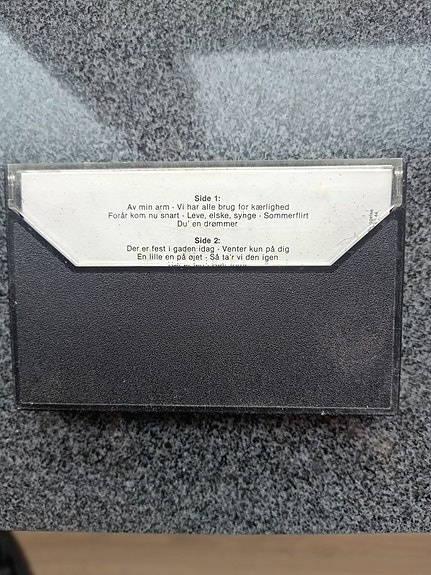 Side 1:
Av min arm - Vi har alle brug for kærlighed
Forår kom nu snart - Leve, elske, synge - Sommerflirt
Du' en drømmer
Side 2:
Der er fest i gaden idag - Venter kun på dig
En lille en på øjet - Så ta'r vi den igen